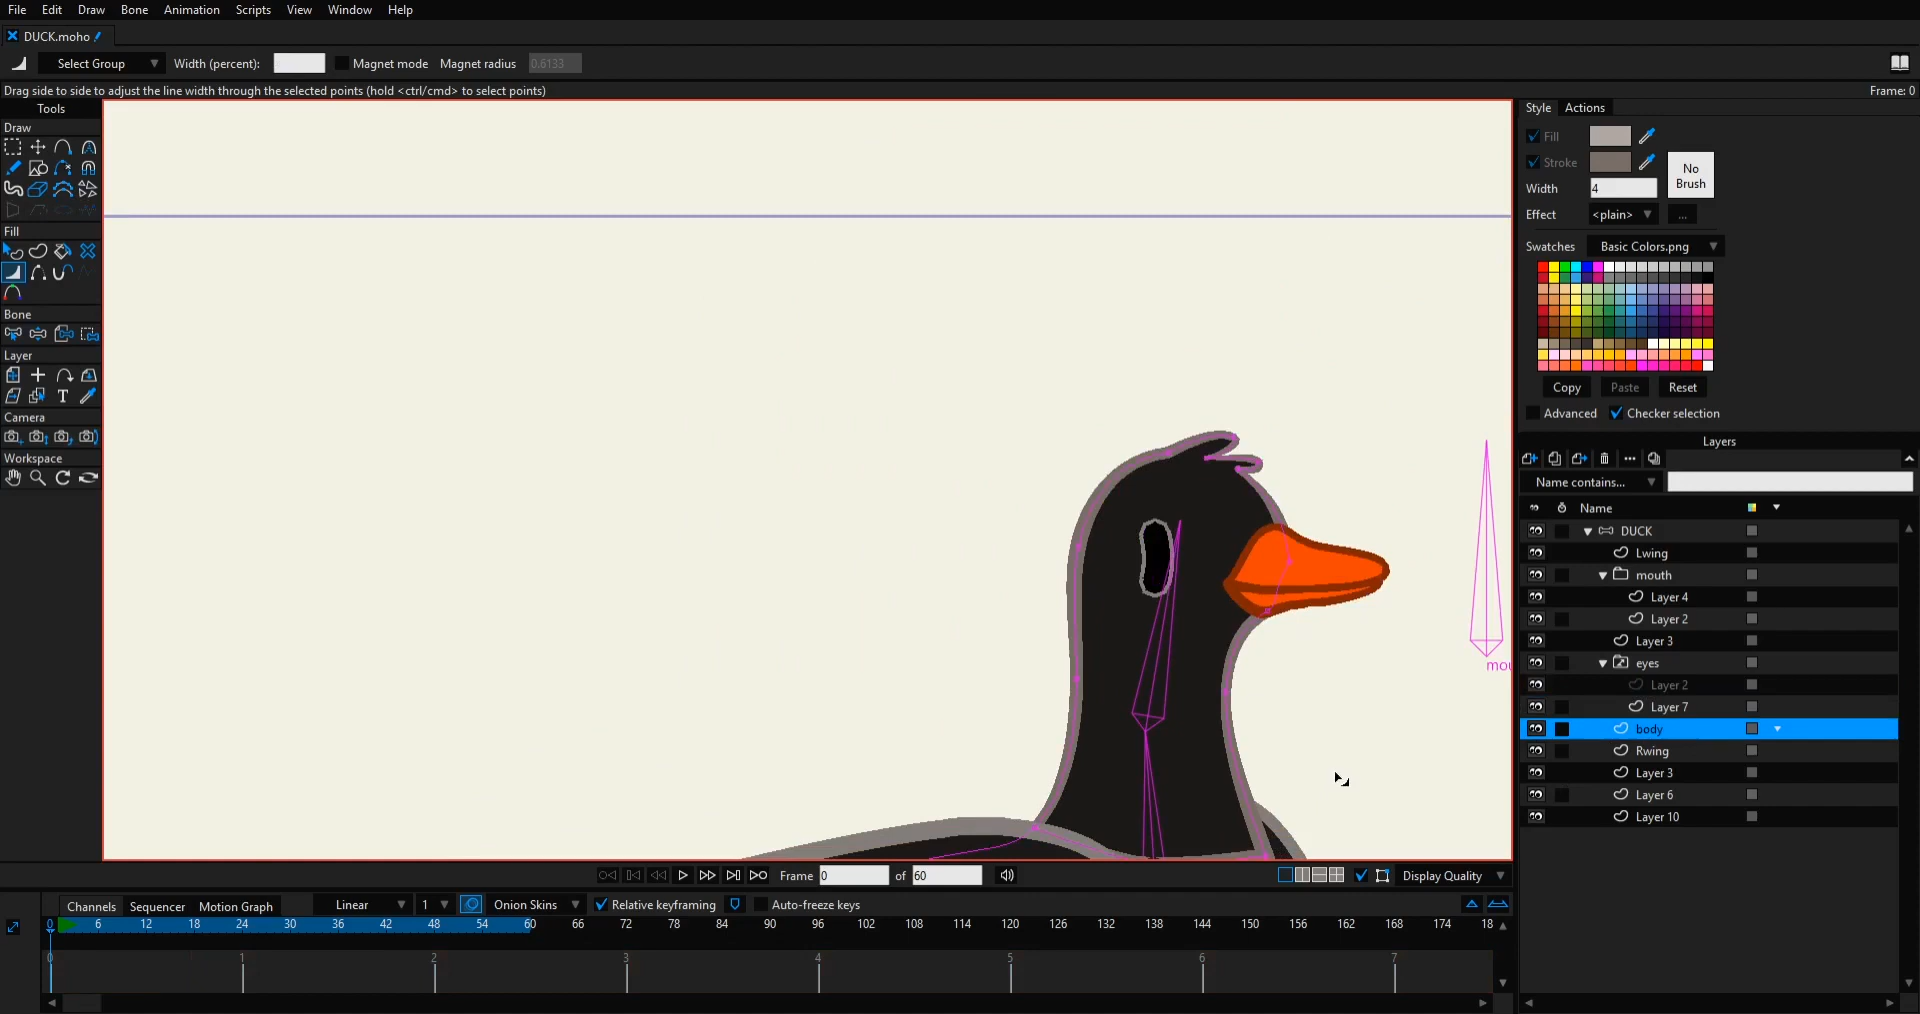 File Edit Draw Bone Animation Scripts View Window Help
DUCK.moho
Select Group Width (percent): Magnet mode Magnet radius 0.6133
Drag side to side to adjust the line width through the selected points (hold <ctrl/cmd> to select points) Frame: 0
Tools
Draw
Fill
Bone
Layer
Camera
Workspace
mou
Style Actions
Fill
Stroke
No
Brush
Width 4
Effect <plain> ...
Swatches Basic Colors.png
Copy Paste Reset
Advanced Checker selection
Layers
Name contains...
Name
DUCK
Lwing
mouth
Layer 4
Layer 2
Layer 3
eyes
Layer 2
Layer 7
body
Rwing
Layer 3
Layer 6
Layer 10
Frame 0 of 60 Display Quality
Channels Sequencer Motion Graph Linear 1 Onion Skins Relative keyframing Auto-freeze keys
0 6 12 18 24 30 36 42 48 54 60 66 72 78 84 90 96 102 108 114 120 126 132 138 144 150 156 162 168 174 18
0 1 2 3 4 5 6 7